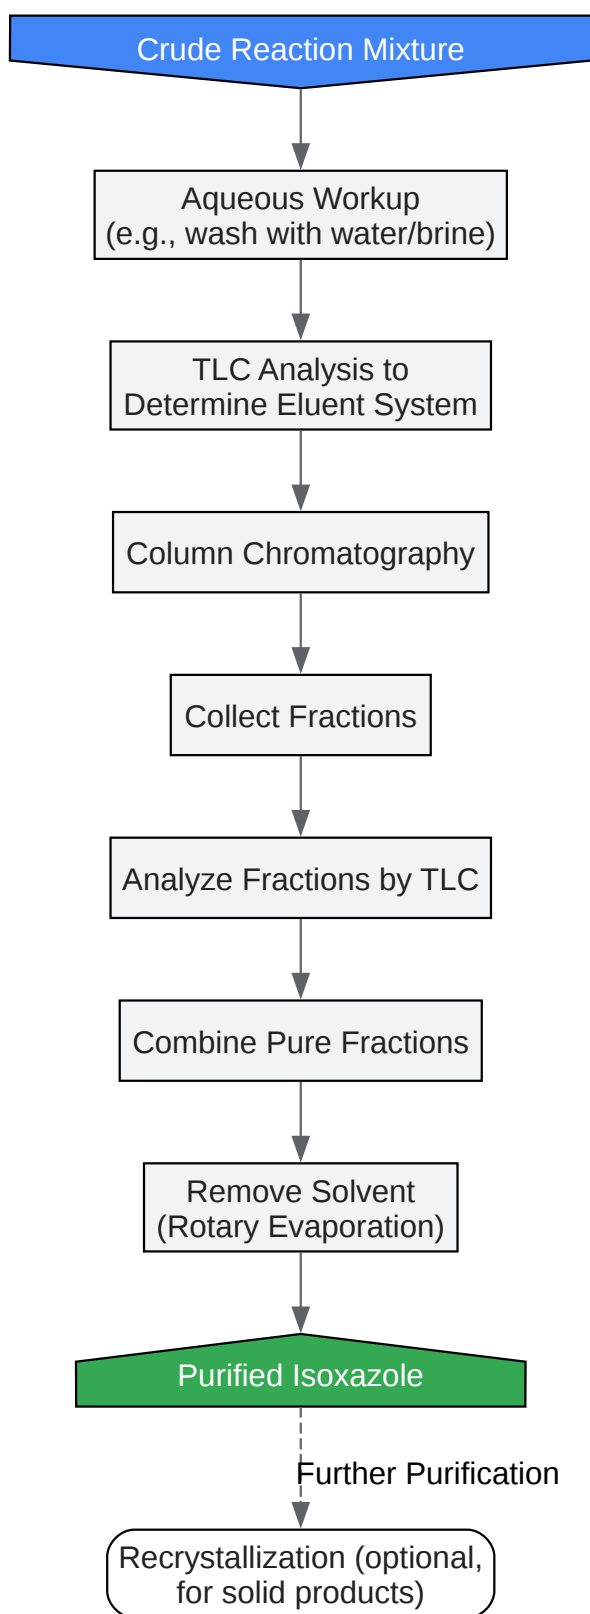 Crude Reaction Mixture
Aqueous Workup
(e.g., wash with water/brine)
TLC Analysis to
Determine Eluent System
Column Chromatography
Collect Fractions
Analyze Fractions by TLC
Combine Pure Fractions
Remove Solvent
(Rotary Evaporation)
Purified Isoxazole
Further Purification
Recrystallization (optional,
for solid products)